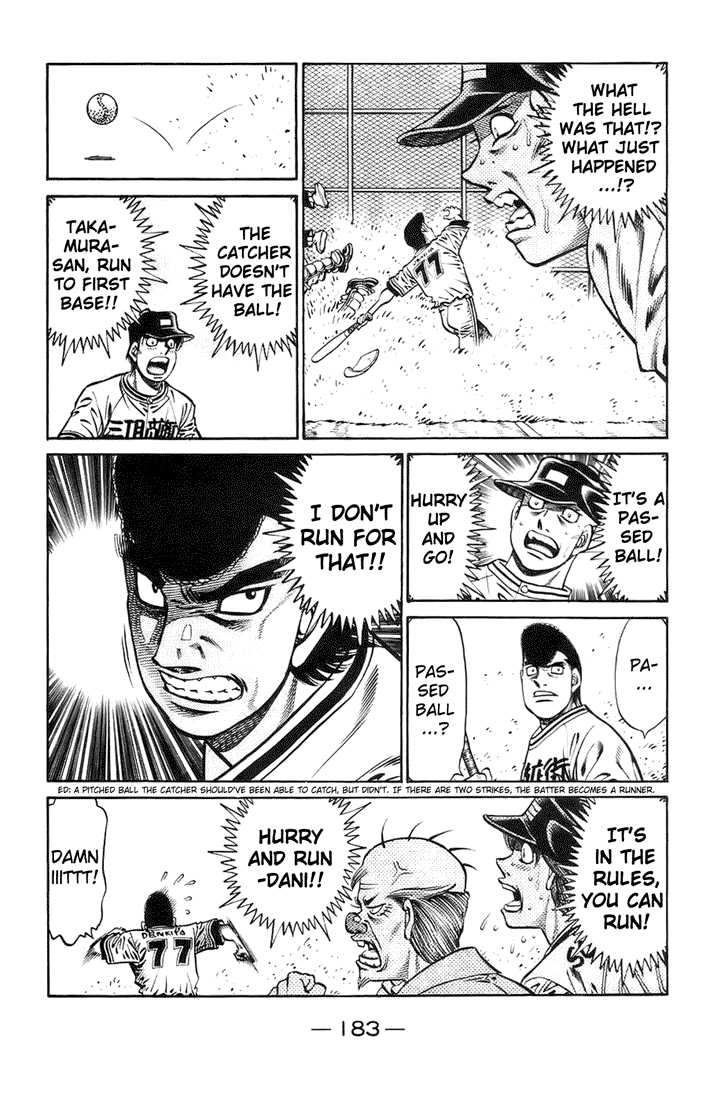 WHAT
THE HELL
WAS THAT!?
WHAT JUST
HAPPENED
...!?
77
THE
CATCHER
DOESN'T
HAVE THE
BALL!
TAKA-
MURA-
SAN, RUN
TO FIRST
BASE!!
IT'S A
PAS-
SED
BALL!
HURRY
UP
AND
GO!
I DON'T
RUN FOR
THAT!!
PA-
...
PAS-
SED
BALL
...?
ED: A PITCHED BALL THE CATCHER SHOULD'VE BEEN ABLE TO CATCH, BUT DIDN'T. IF THERE ARE TWO STRIKES, THE BATTER BECOMES A RUNNER.
IT'S
IN THE
RULES,
YOU CAN
RUN!
HURRY
AND RUN
-DANI!!
DAMN
IIITTT!
77
— 183 —